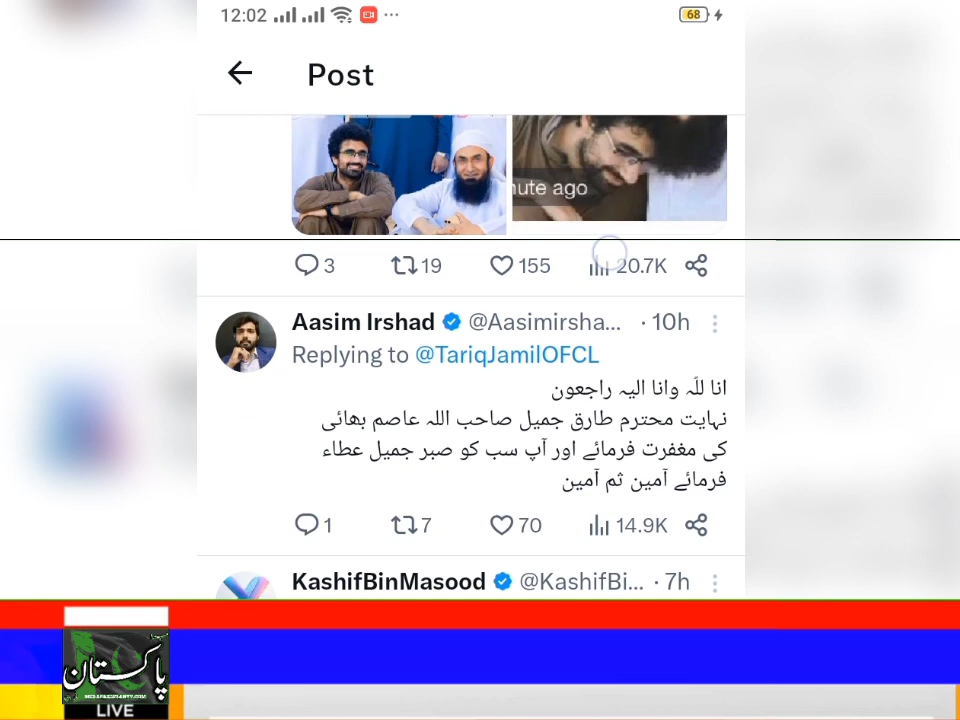 12:02
68
Post
nute ago
3 19 155 20.7K
Aasim Irshad @Aasimirsha... · 10h
Replying to @TariqJamilOFCL
انا للّٰہ وانا الیہ راجعون
نہایت محترم طارق جمیل صاحب اللہ عاصم بھائی
کی مغفرت فرمائے اور آپ سب کو صبر جمیل عطاء
فرمائے آمین ثم آمین
1 7 70 14.9K
KashifBinMasood @KashifBi... · 7h
پاکستان
LIVE